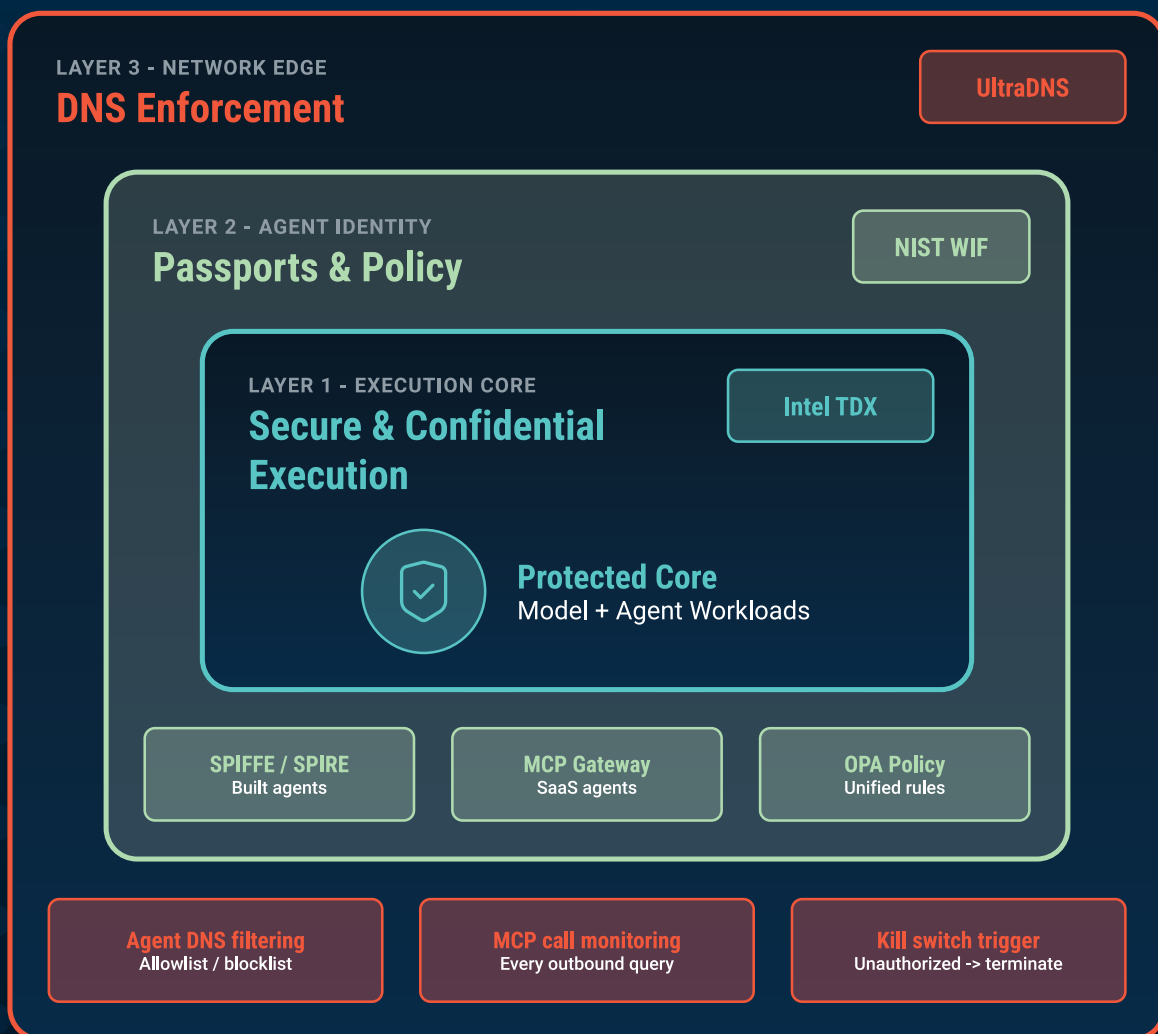 LAYER 3 - NETWORK EDGE
DNS Enforcement
UltraDNS
LAYER 2 - AGENT IDENTITY
Passports & Policy
NIST WIF
LAYER 1 - EXECUTION CORE
Secure & Confidential
Execution
Intel TDX
Protected Core
Model + Agent Workloads
SPIFFE / SPIRE
Built agents
MCP Gateway
SaaS agents
OPA Policy
Unified rules
Agent DNS filtering
Allowlist / blocklist
MCP call monitoring
Every outbound query
Kill switch trigger
Unauthorized -> terminate